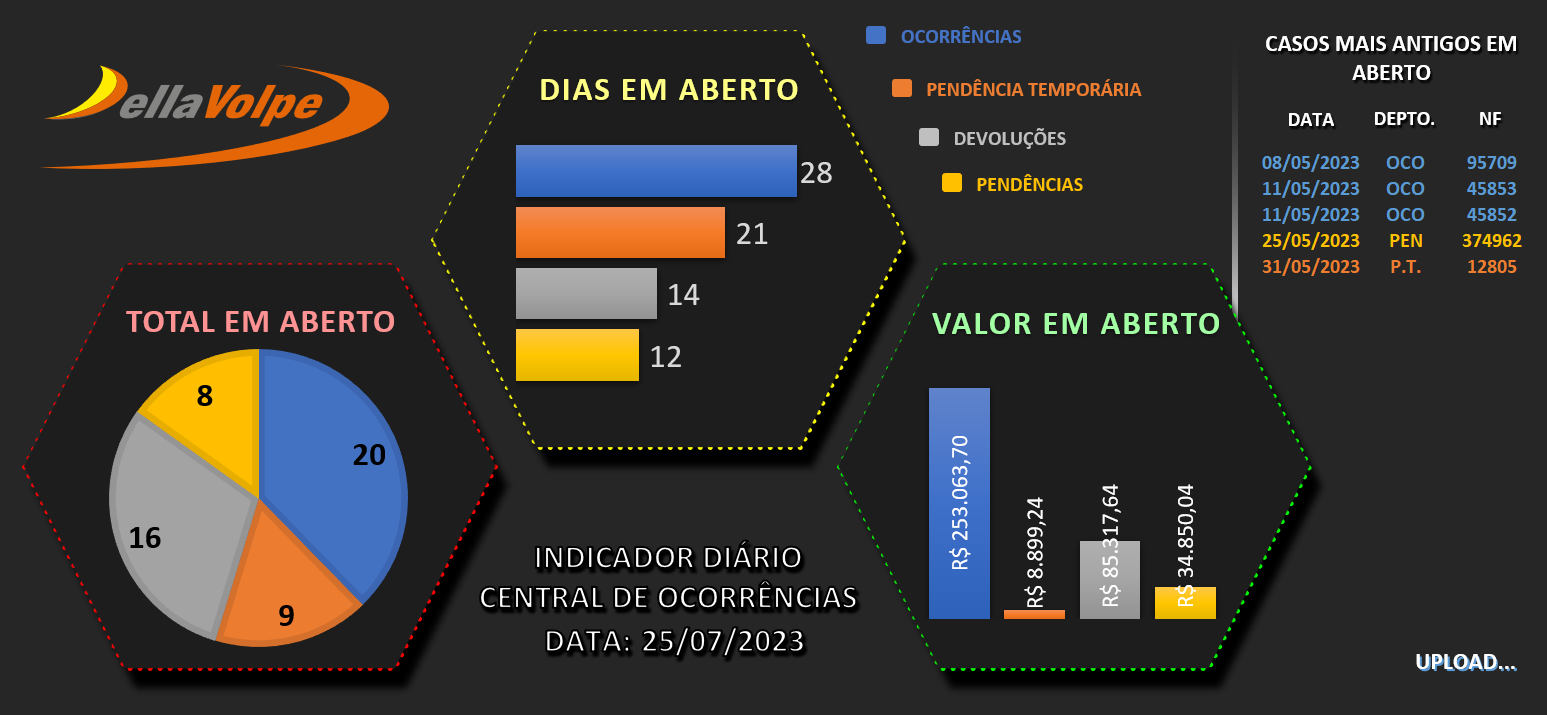 ellaVolpe
DIAS EM ABERTO
28
21
14
12
OCORRÊNCIAS
PENDÊNCIA TEMPORÁRIA
DEVOLUÇÕES
PENDÊNCIAS
CASOS MAIS ANTIGOS EM
ABERTO
DATA DEPTO. NF
08/05/2023 OCO 95709
11/05/2023 OCO 45853
11/05/2023 OCO 45852
25/05/2023 PEN 374962
31/05/2023 P.T. 12805
TOTAL EM ABERTO
8
20
16
9
INDICADOR DIÁRIO
CENTRAL DE OCORRÊNCIAS
DATA: 25/07/2023
VALOR EM ABERTO
R$ 253.063,70
R$ 8.899,24
R$ 85.317,64
R$ 34.850,04
UPLOAD...